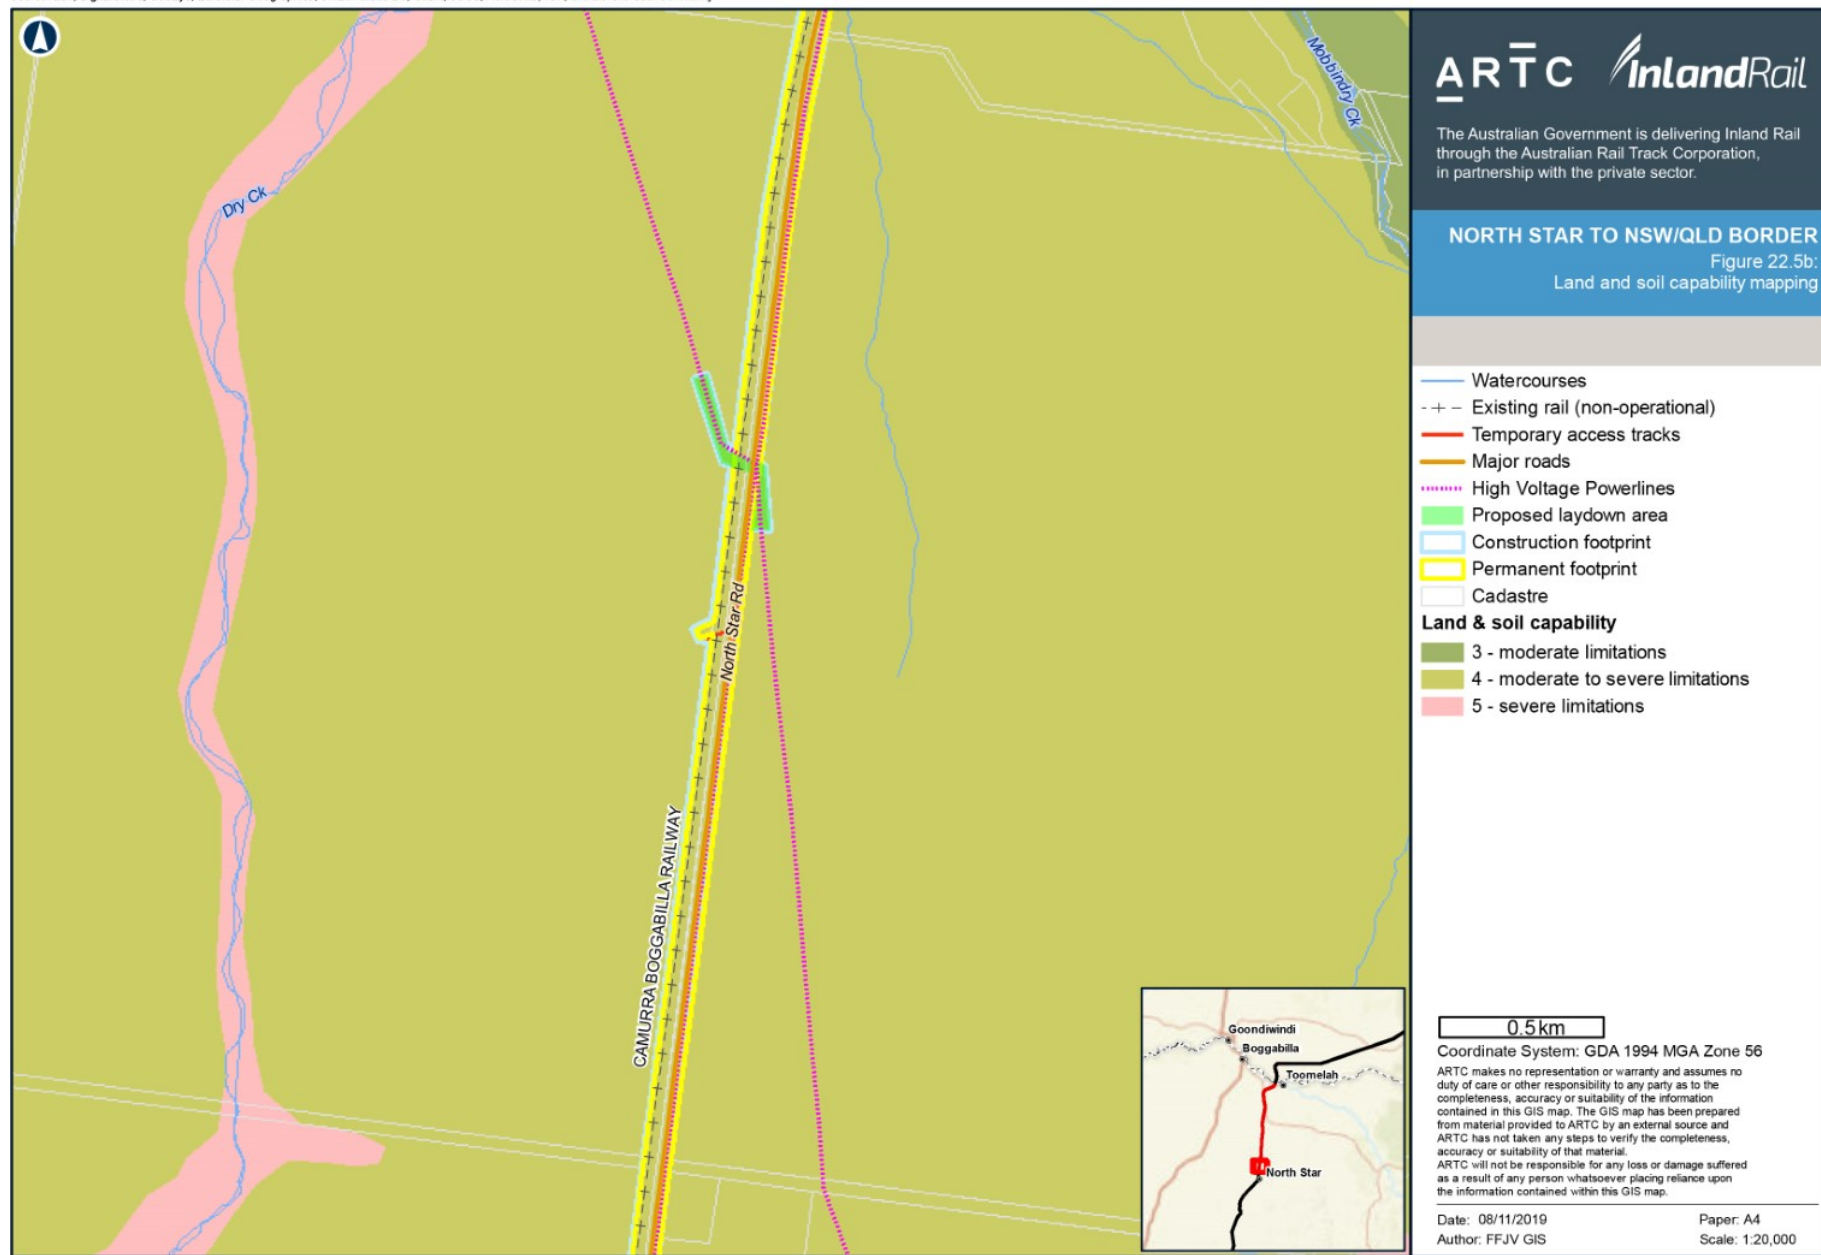 Mobbindry Ck
Dry Ck
North Star Rd
CAMURRA BOGGABILLA RAILWAY
Goondiwindi
Boggabilla
Toomelah
North Star
ARTC InlandRail
The Australian Government is delivering Inland Rail
through the Australian Rail Track Corporation,
in partnership with the private sector.
NORTH STAR TO NSW/QLD BORDER
Figure 22.5b:
Land and soil capability mapping
Watercourses
Existing rail (non-operational)
Temporary access tracks
Major roads
High Voltage Powerlines
Proposed laydown area
Construction footprint
Permanent footprint
Cadastre
Land & soil capability
3 - moderate limitations
4 - moderate to severe limitations
5 - severe limitations
0.5km
Coordinate System: GDA 1994 MGA Zone 56
ARTC makes no representation or warranty and assumes no
duty of care or other responsibility to any party as to the
completeness, accuracy or suitability of the information
contained in this GIS map. The GIS map has been prepared
from material provided to ARTC by an external source and
ARTC has not taken any steps to verify the completeness,
accuracy or suitability of that material.
ARTC will not be responsible for any loss or damage suffered
as a result of any person whatsoever placing reliance upon
the information contained within this GIS map.
Date: 08/11/2019 Paper: A4
Author: FFJV GIS Scale: 1:20,000